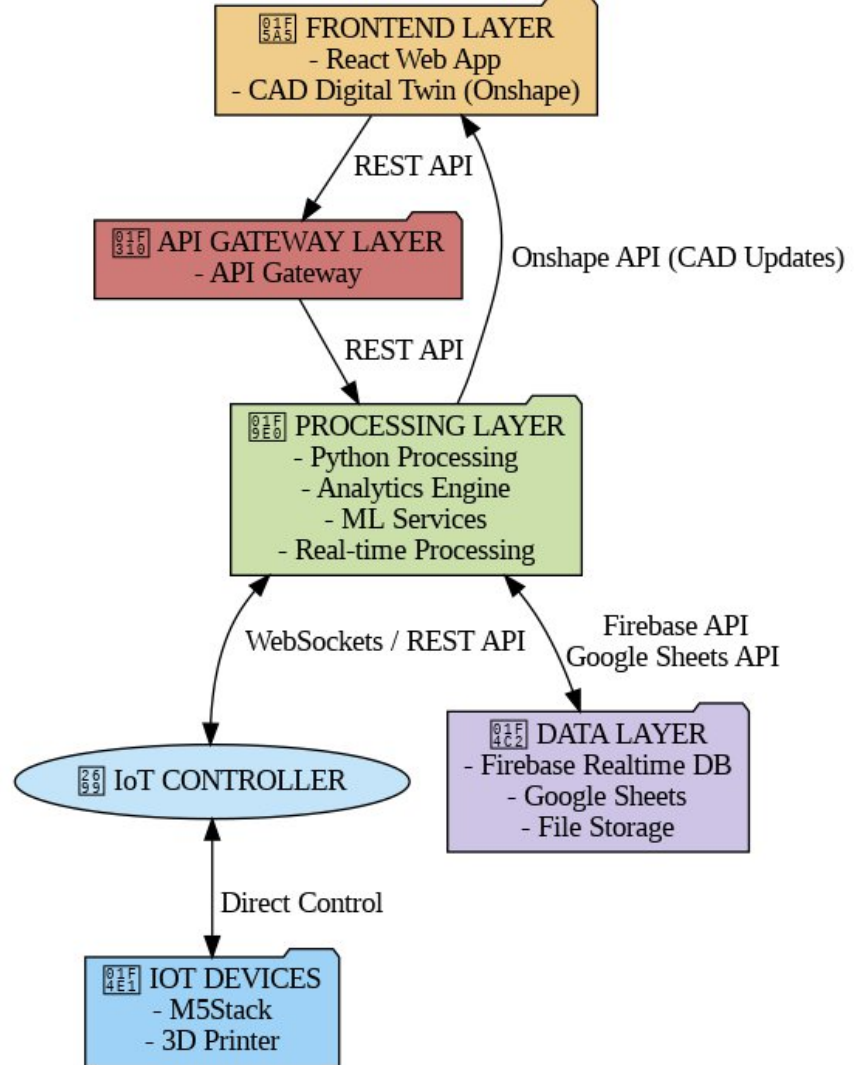 FRONTEND LAYER
- React Web App
- CAD Digital Twin (Onshape)
REST API
API GATEWAY LAYER
- API Gateway
Onshape API (CAD Updates)
REST API
PROCESSING LAYER
- Python Processing
- Analytics Engine
- ML Services
- Real-time Processing
WebSockets / REST API
Firebase API
Google Sheets API
IoT CONTROLLER
DATA LAYER
- Firebase Realtime DB
- Google Sheets
- File Storage
Direct Control
IOT DEVICES
- M5Stack
- 3D Printer